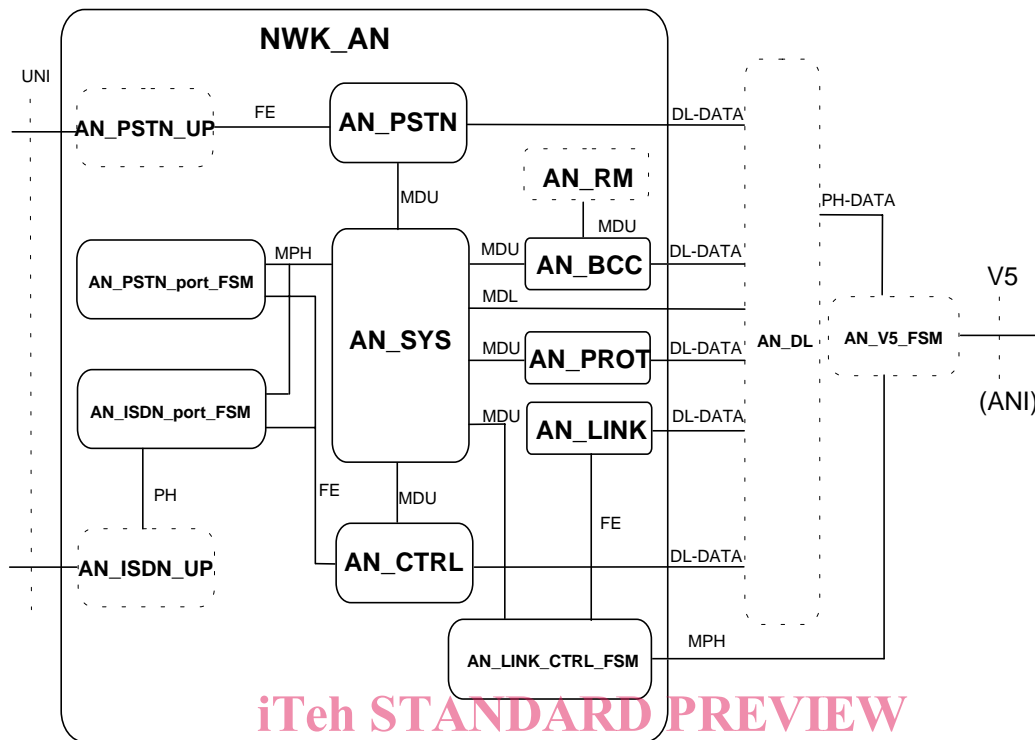 NWK_AN
UNI
AN_PSTN_UP
FE
AN_PSTN
DL-DATA
MDU
AN_RM
MDU
PH-DATA
AN_PSTN_port_FSM
MPH
AN_SYS
MDU
AN_BCC
DL-DATA
MDL
V5
AN_DL
AN_V5_FSM
MDU
AN_PROT
DL-DATA
(ANI)
AN_ISDN_port_FSM
MDU
AN_LINK
DL-DATA
PH
FE
MDU
FE
AN_ISDN_UP
AN_CTRL
DL-DATA
AN_LINK_CTRL_FSM
MPH
iTeh STANDARD PREVIEW